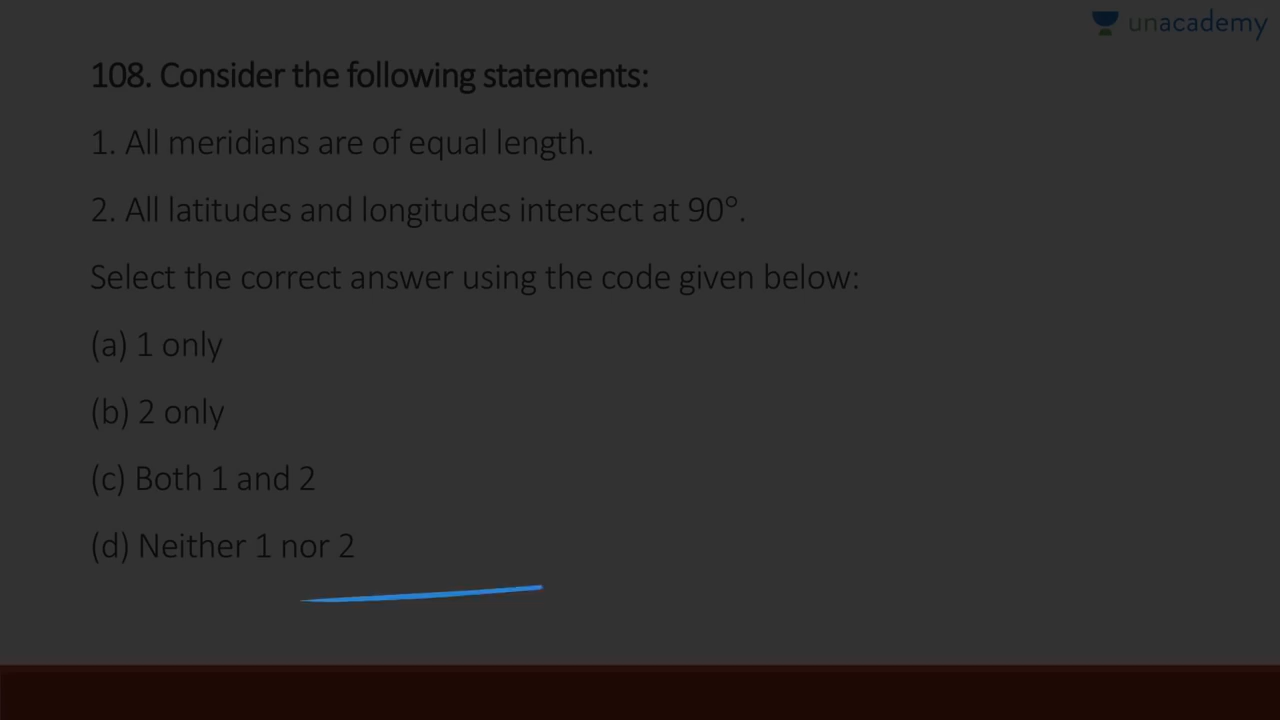 unacademy
108. Consider the following statements:
1. All meridians are of equal length.
2. All latitudes and longitudes intersect at 90°.
Select the correct answer using the code given below:
(a) 1 only
(b) 2 only
(c) Both 1 and 2
(d) Neither 1 nor 2